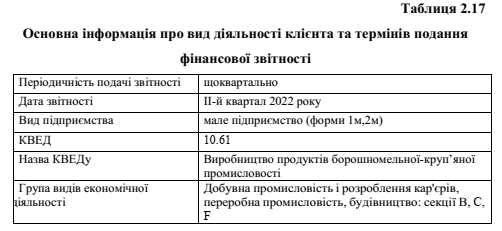 Таблиця 2.17
Основна інформація про вид діяльності клієнта та термінів подання
фінансової звітності
Періодичність подачі звітності щоквартально
Дата звітності ІІ-й квартал 2022 року
Вид підприємства мале підприємство (форми 1м,2м)
КВЕД 10.61
Назва КВЕДу Виробництво продуктів борошномельної-круп’яної
промисловості
Група видів економічної Добувна промисловість і розроблення кар'єрів,
діяльності переробна промисловість, будівництво: секції B, C,
F